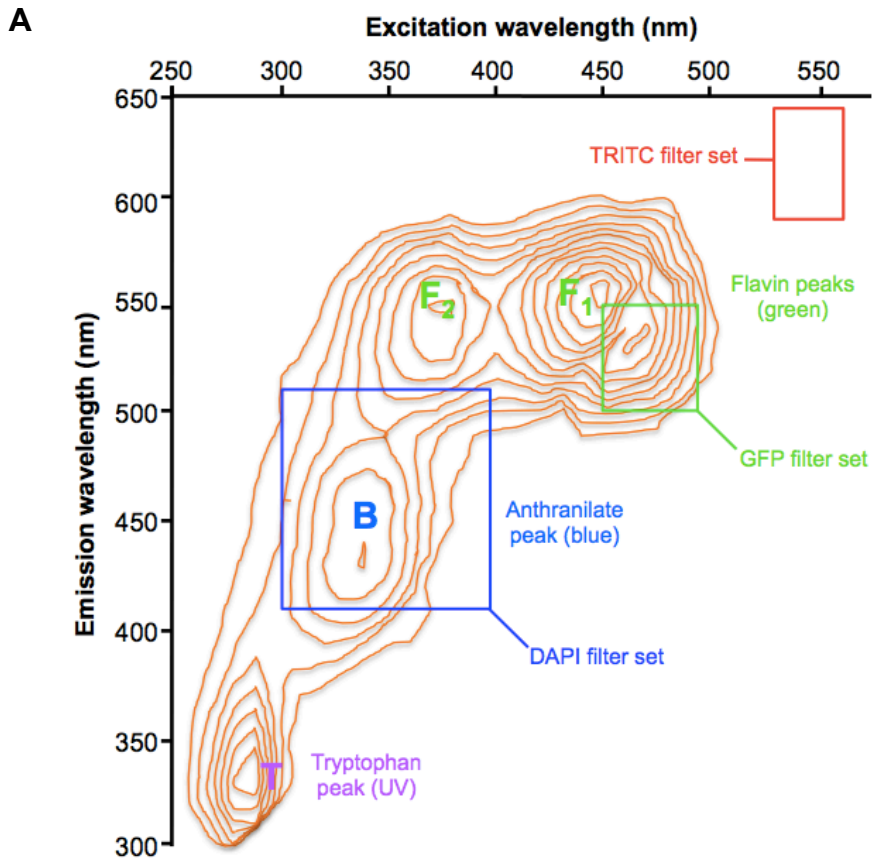 A
Excitation wavelength (nm)
250 300 350 400 450 500 550
650
600
550
500
450
400
350
300
Emission wavelength (nm)
TRITC filter set
F2
F1
Flavin peaks
(green)
GFP filter set
B
Anthranilate
peak (blue)
DAPI filter set
T
Tryptophan
peak (UV)